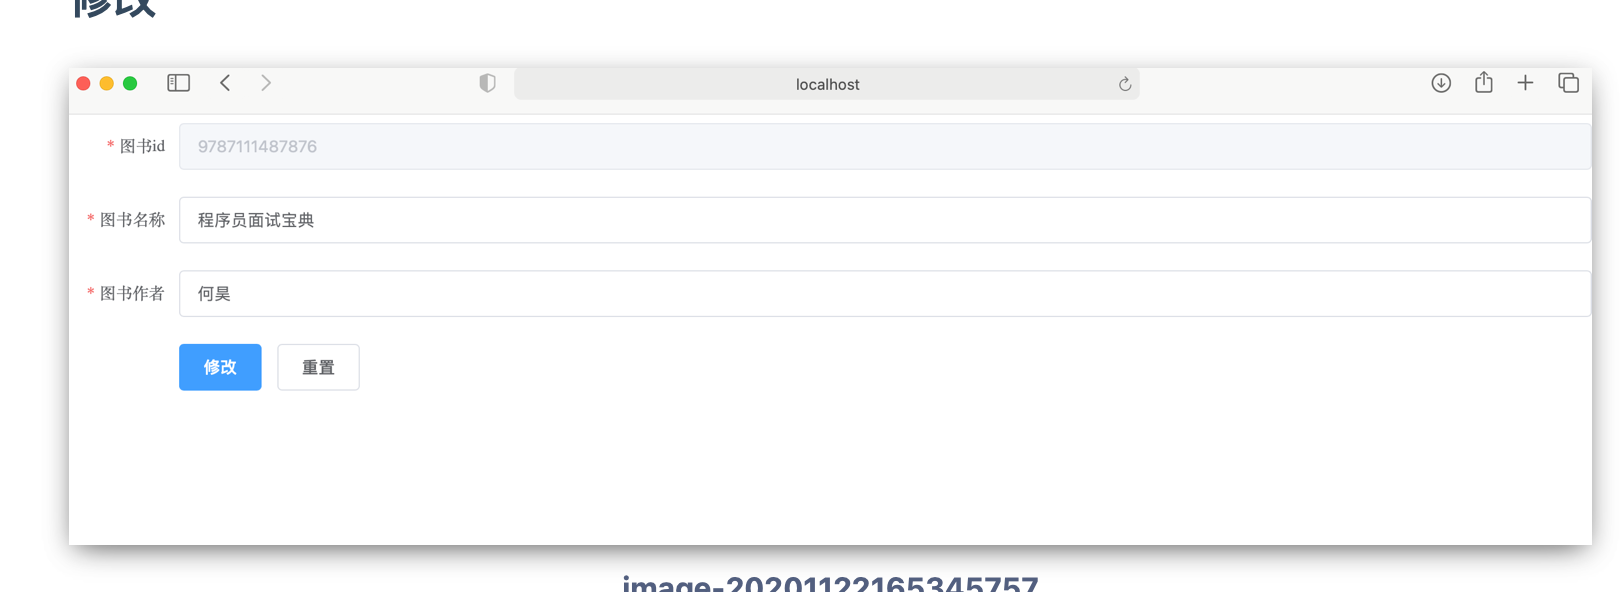 修改
localhost
* 图书id 9787111487876
* 图书名称 程序员面试宝典
* 图书作者 何昊
修改 重置
image-20201122165345757